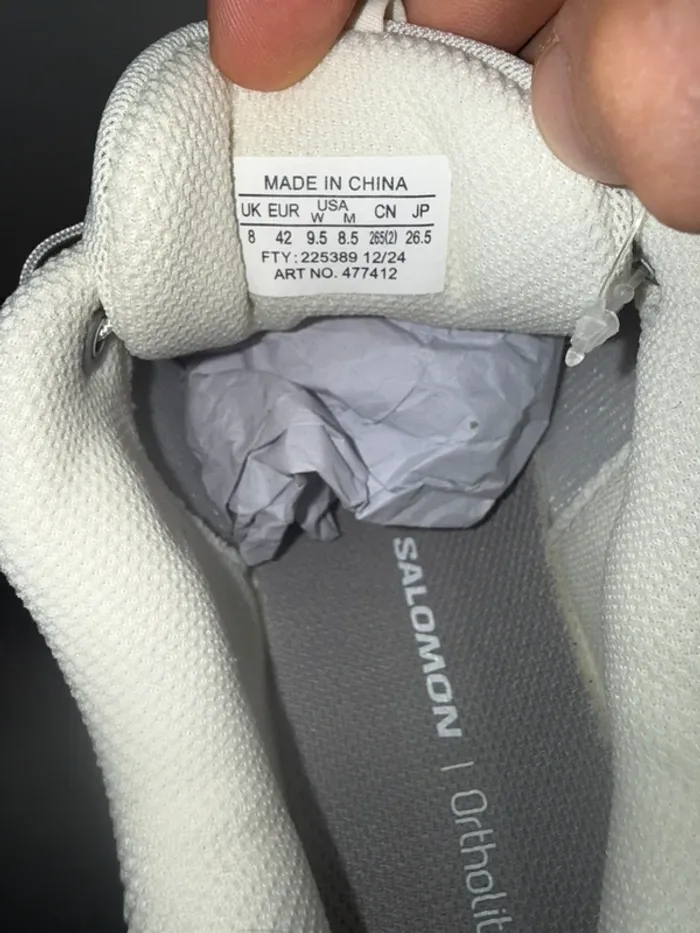 MADE IN CHINA
UK EUR USA W M CN JP
8 42 9.5 8.5 265(2) 26.5
FTY: 225389 12/24
ART NO. 477412
SALOMON | Ortholit